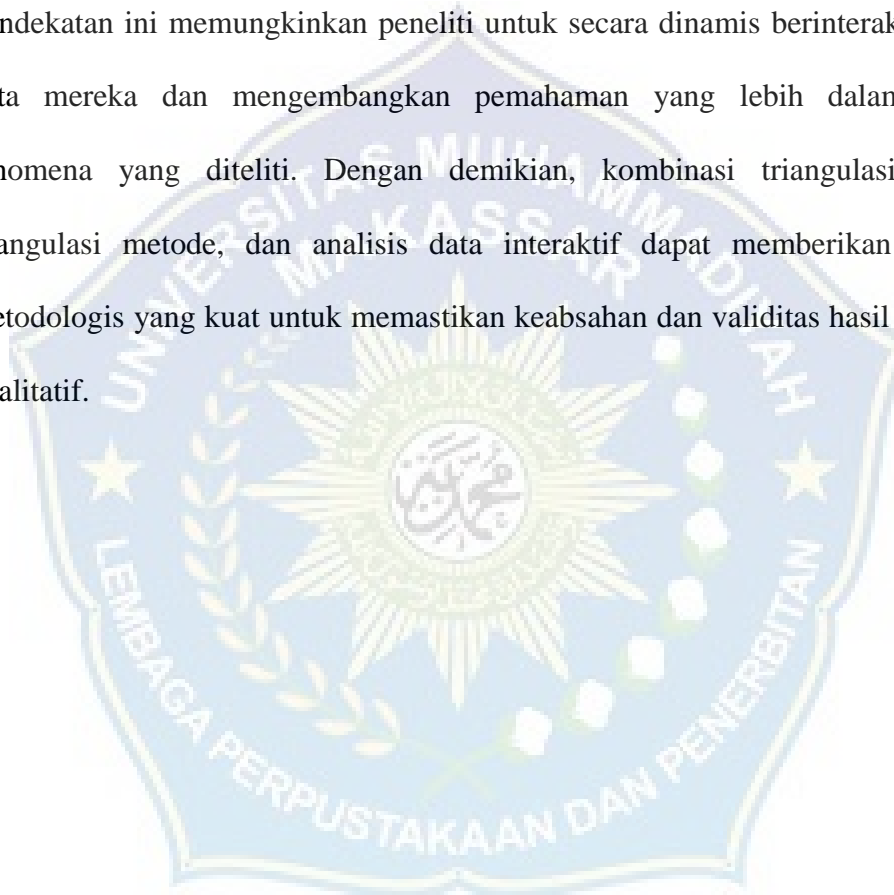 ndekatan ini memungkinkan peneliti untuk secara dinamis berinterak
ta mereka dan mengembangkan pemahaman yang lebih dalan
nomena yang diteliti. Dengan demikian, kombinasi triangulasi
angulasi metode, dan analisis data interaktif dapat memberikan
etodologis yang kuat untuk memastikan keabsahan dan validitas hasil
alitatif.
UNIVERSITAS MUHAMMADIYAH
MAKASSAR
محمدية
LEMBAGA PERPUSTAKAAN DAN PENERBITAN